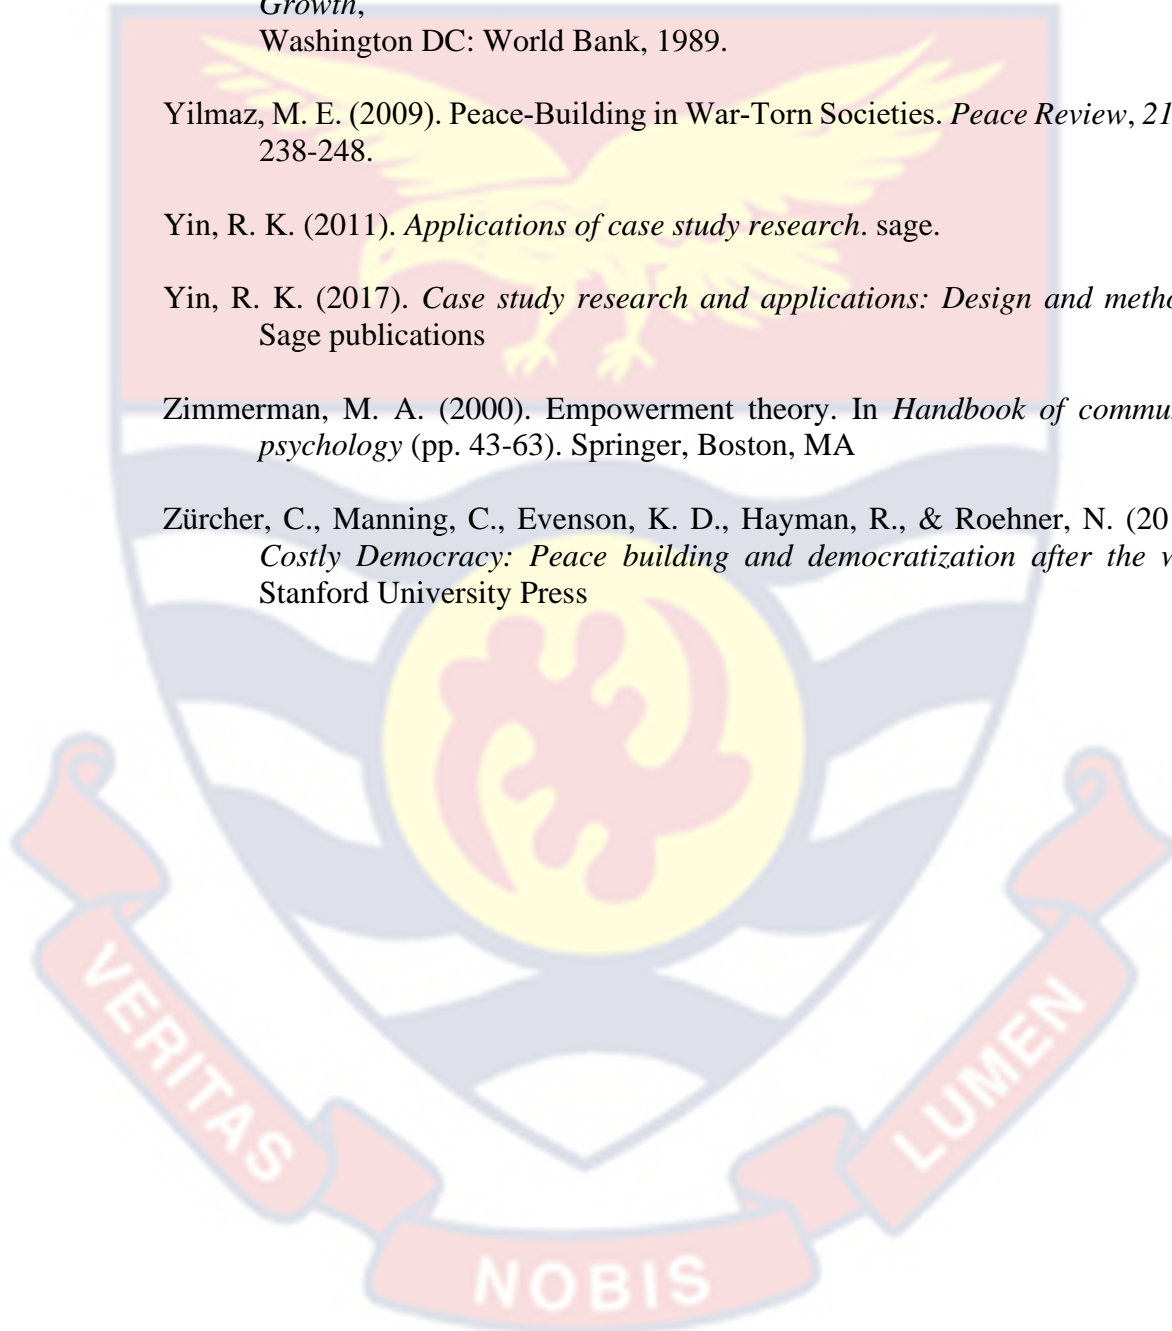 Growth,
Washington DC: World Bank, 1989.
Yilmaz, M. E. (2009). Peace-Building in War-Torn Societies. Peace Review, 21
238-248.
Yin, R. K. (2011). Applications of case study research. sage.
Yin, R. K. (2017). Case study research and applications: Design and metho
Sage publications
Zimmerman, M. A. (2000). Empowerment theory. In Handbook of commu
psychology (pp. 43-63). Springer, Boston, MA
Zürcher, C., Manning, C., Evenson, K. D., Hayman, R., & Roehner, N. (20
Costly Democracy: Peace building and democratization after the
Stanford University Press
VERITAS
NOBIS
LUMEN